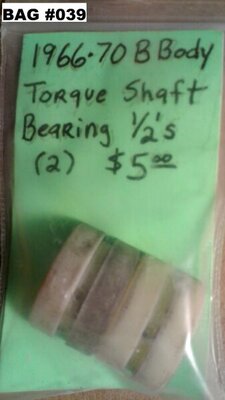 BAG #039
1966·70 B Body
Torque Shaft
Bearing 1/2's
(2) $5.00